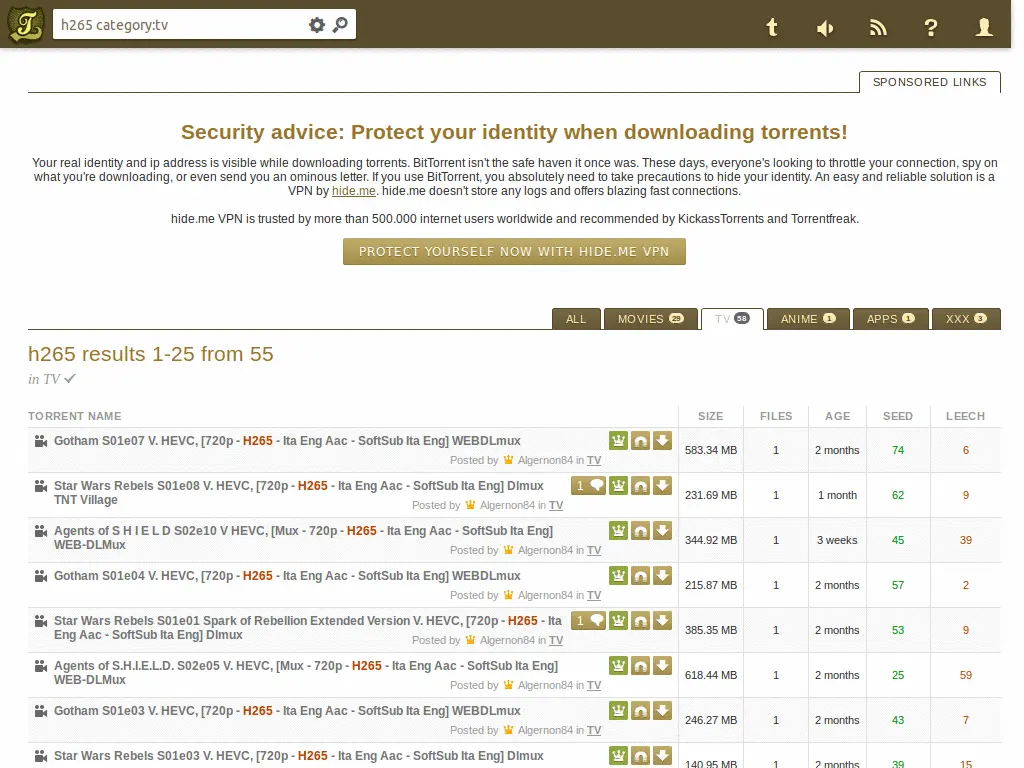 h265 category:tv
SPONSORED LINKS
Security advice: Protect your identity when downloading torrents!
Your real identity and ip address is visible while downloading torrents. BitTorrent isn't the safe haven it once was. These days, everyone's looking to throttle your connection, spy on
what you're downloading, or even send you an ominous letter. If you use BitTorrent, you absolutely need to take precautions to hide your identity. An easy and reliable solution is a
VPN by hide.me. hide.me doesn't store any logs and offers blazing fast connections.
hide.me VPN is trusted by more than 500.000 internet users worldwide and recommended by KickassTorrents and Torrentfreak.
PROTECT YOURSELF NOW WITH HIDE.ME VPN
ALL MOVIES 29 TV 58 ANIME 1 APPS 1 XXX 3
h265 results 1-25 from 55
in TV
TORRENT NAME SIZE FILES AGE SEED LEECH
Gotham S01e07 V. HEVC, [720p - H265 - Ita Eng Aac - SoftSub Ita Eng] WEBDLmux
Posted by Algernon84 in TV
583.34 MB 1 2 months 74 6
Star Wars Rebels S01e08 V. HEVC, [720p - H265 - Ita Eng Aac - SoftSub Ita Eng] Dlmux
TNT Village
1
Posted by Algernon84 in TV
231.69 MB 1 1 month 62 9
Agents of S H I E L D S02e10 V HEVC, [Mux - 720p - H265 - Ita Eng Aac - SoftSub Ita Eng]
WEB-DLMux
Posted by Algernon84 in TV
344.92 MB 1 3 weeks 45 39
Gotham S01e04 V. HEVC, [720p - H265 - Ita Eng Aac - SoftSub Ita Eng] WEBDLmux
Posted by Algernon84 in TV
215.87 MB 1 2 months 57 2
Star Wars Rebels S01e01 Spark of Rebellion Extended Version V. HEVC, [720p - H265 - Ita
Eng Aac - SoftSub Ita Eng] Dlmux
1
Posted by Algernon84 in TV
385.35 MB 1 2 months 53 9
Agents of S.H.I.E.L.D. S02e05 V. HEVC, [Mux - 720p - H265 - Ita Eng Aac - SoftSub Ita Eng]
WEB-DLMux
Posted by Algernon84 in TV
618.44 MB 1 2 months 25 59
Gotham S01e03 V. HEVC, [720p - H265 - Ita Eng Aac - SoftSub Ita Eng] WEBDLmux
Posted by Algernon84 in TV
246.27 MB 1 2 months 43 7
Star Wars Rebels S01e03 V. HEVC, [720p - H265 - Ita Eng Aac - SoftSub Ita Eng] Dlmux
140.95 MB 1 2 months 39 15